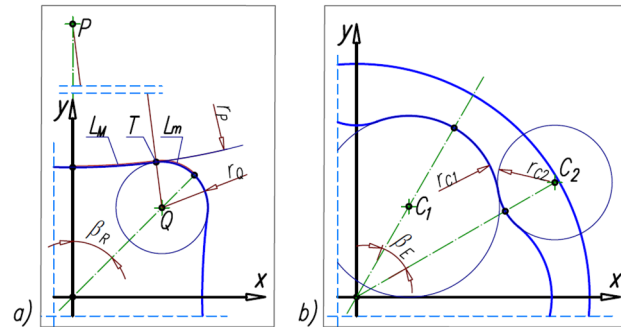 P
y
r_P
L_M
T
L_m
r_Q
Q
β_R
x
a)
y
r_C1
r_C2
C_2
C_1
β_E
x
b)